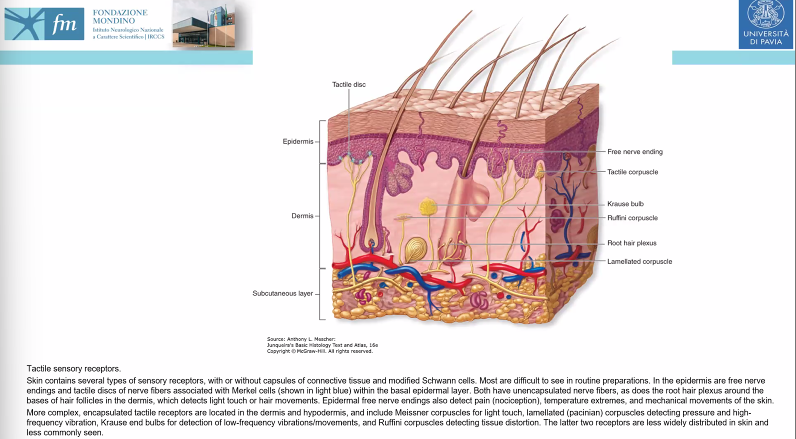 fm
FONDAZIONE
MONDINO
Istituto Neurologico Nazionale
a Carattere Scientifico | IRCCS
UNIVERSITÀ
DI PAVIA
Tactile disc
Epidermis
Dermis
Subcutaneous layer
Free nerve ending
Tactile corpuscle
Krause bulb
Ruffini corpuscle
Root hair plexus
Lamellated corpuscle
Source: Anthony L. Mescher:
Junqueira's Basic Histology Text and Atlas, 16e
Copyright © McGraw-Hill. All rights reserved.
Tactile sensory receptors.
Skin contains several types of sensory receptors, with or without capsules of connective tissue and modified Schwann cells. Most are difficult to see in routine preparations. In the epidermis are free nerve
endings and tactile discs of nerve fibers associated with Merkel cells (shown in light blue) within the basal epidermal layer. Both have unencapsulated nerve fibers, as does the root hair plexus around the
bases of hair follicles in the dermis, which detects light touch or hair movements. Epidermal free nerve endings also detect pain (nociception), temperature extremes, and mechanical movements of the skin.
More complex, encapsulated tactile receptors are located in the dermis and hypodermis, and include Meissner corpuscles for light touch, lamellated (pacinian) corpuscles detecting pressure and high-
frequency vibration, Krause end bulbs for detection of low-frequency vibrations/movements, and Ruffini corpuscles detecting tissue distortion. The latter two receptors are less widely distributed in skin and
less commonly seen.